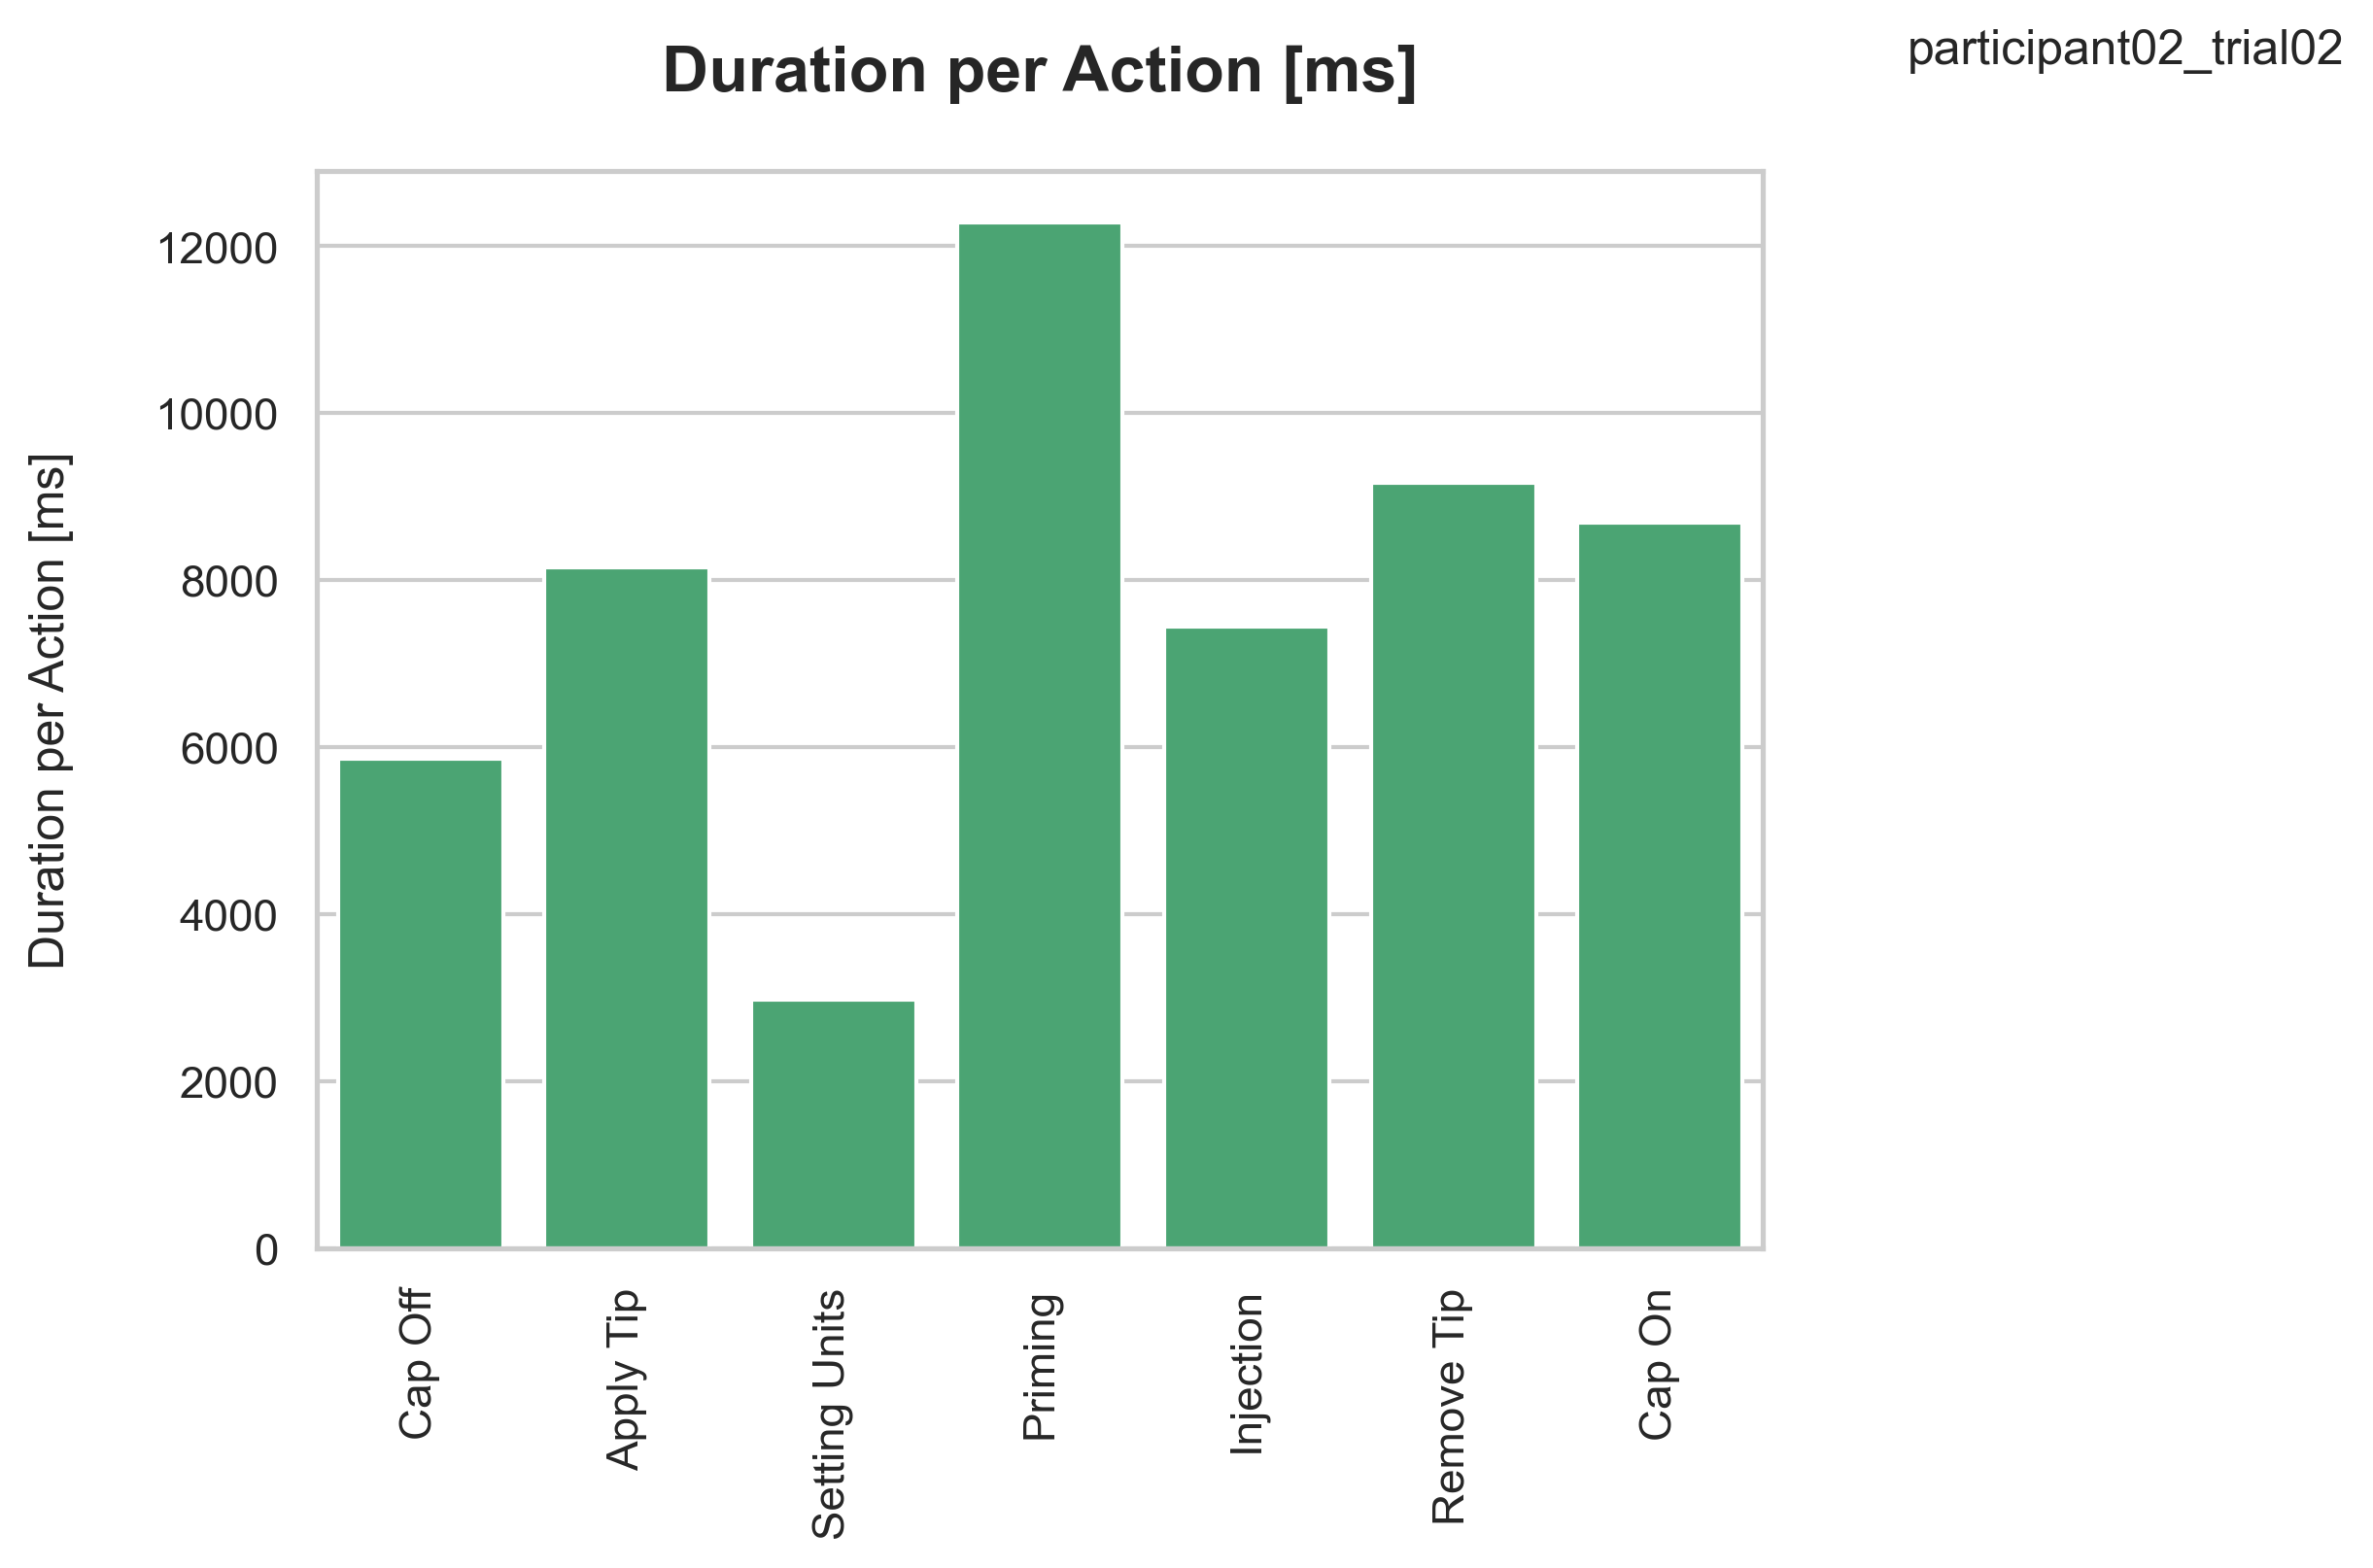 participant02_trial02
Duration per Action [ms]
Duration per Action [ms]
12000
10000
8000
6000
4000
2000
0
Cap Off
Apply Tip
Setting Units
Priming
Injection
Remove Tip
Cap On